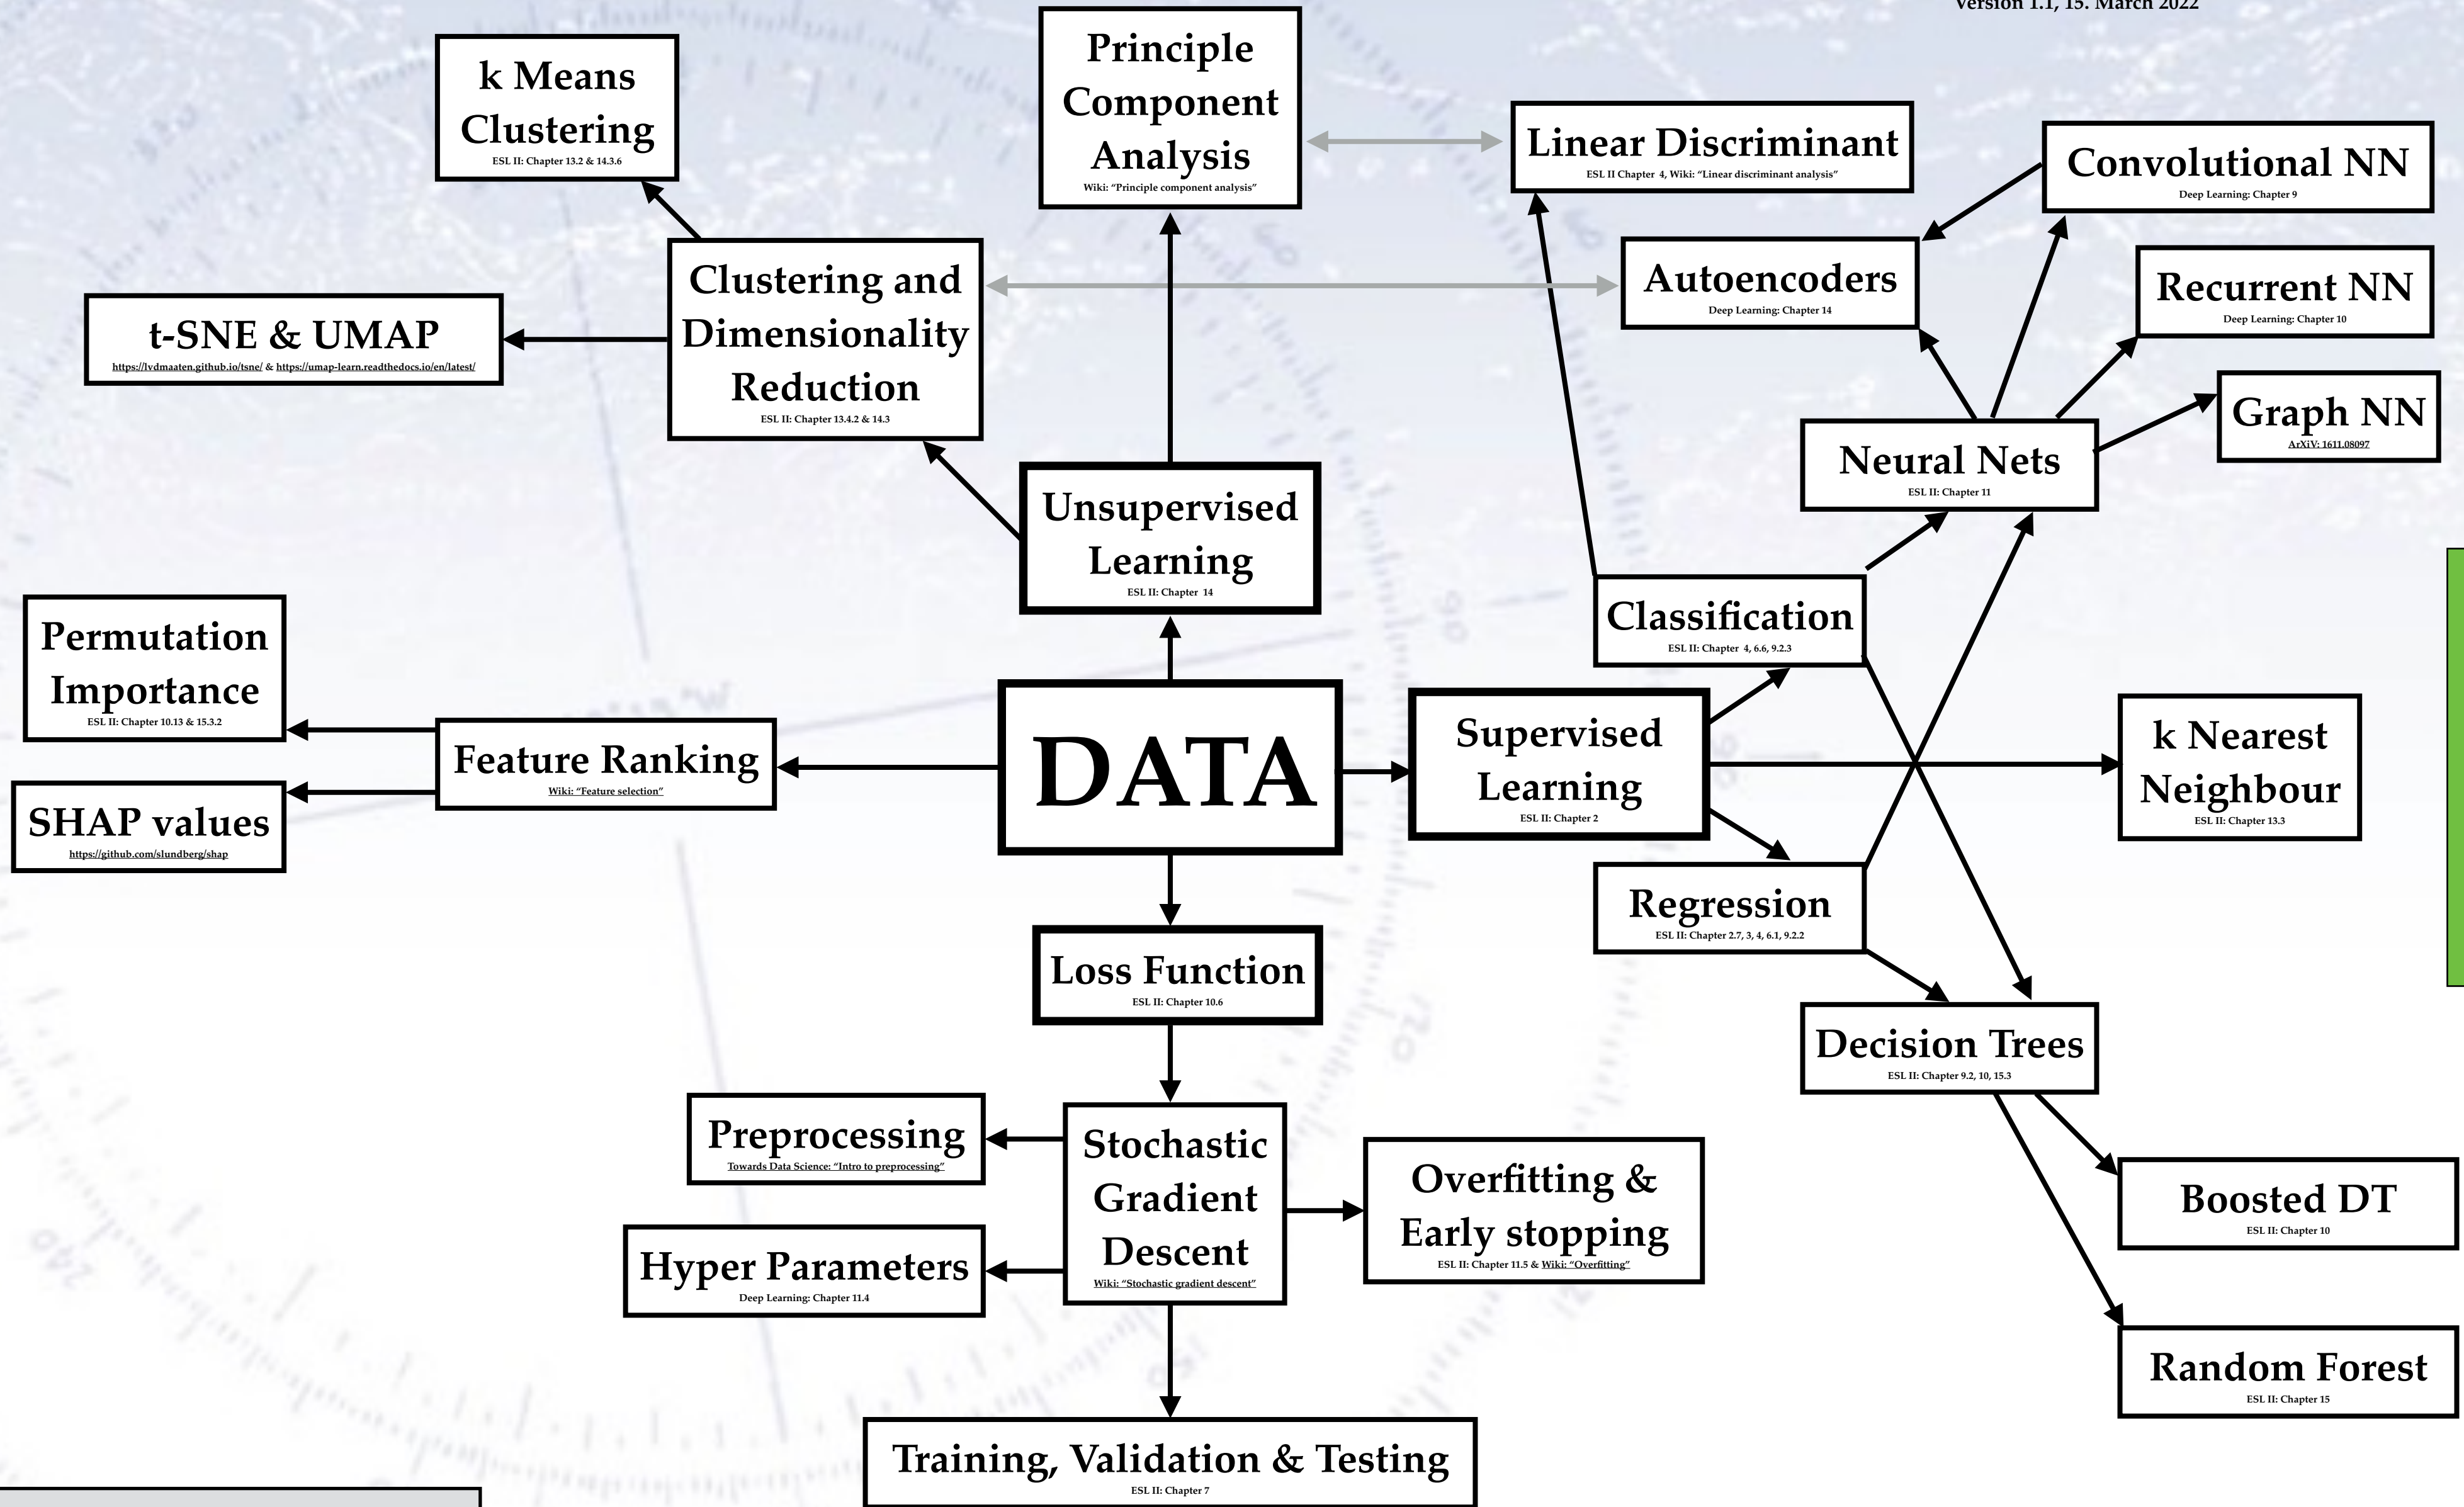 Version 1.1, 15. March 2022
k Means
Clustering
ESL II: Chapter 13.2 & 14.3.6
Principle
Component
Analysis
Wiki: “Principle component analysis”
Linear Discriminant
ESL II Chapter 4, Wiki: “Linear discriminant analysis”
Convolutional NN
Deep Learning: Chapter 9
Clustering and
Dimensionality
Reduction
ESL II: Chapter 13.4.2 & 14.3
Autoencoders
Deep Learning: Chapter 14
Recurrent NN
Deep Learning: Chapter 10
t-SNE & UMAP
https://lvdmaaten.github.io/tsne/ & https://umap-learn.readthedocs.io/en/latest/
Graph NN
ArXiV: 1611.08097
Neural Nets
ESL II: Chapter 11
Unsupervised
Learning
ESL II: Chapter 14
Classification
ESL II: Chapter 4, 6.6, 9.2.3
Permutation
Importance
ESL II: Chapter 10.13 & 15.3.2
Feature Ranking
Wiki: “Feature selection”
DATA
Supervised
Learning
ESL II: Chapter 2
k Nearest
Neighbour
ESL II: Chapter 13.3
SHAP values
https://github.com/slundberg/shap
Regression
ESL II: Chapter 2.7, 3, 4, 6.1, 9.2.2
Loss Function
ESL II: Chapter 10.6
Decision Trees
ESL II: Chapter 9.2, 10, 15.3
Preprocessing
Towards Data Science: “Intro to preprocessing”
Stochastic
Gradient
Descent
Wiki: “Stochastic gradient descent”
Overfitting &
Early stopping
ESL II: Chapter 11.5 & Wiki: “Overfitting”
Boosted DT
ESL II: Chapter 10
Hyper Parameters
Deep Learning: Chapter 11.4
Random Forest
ESL II: Chapter 15
Training, Validation & Testing
ESL II: Chapter 7
60
60
90
120
150
240